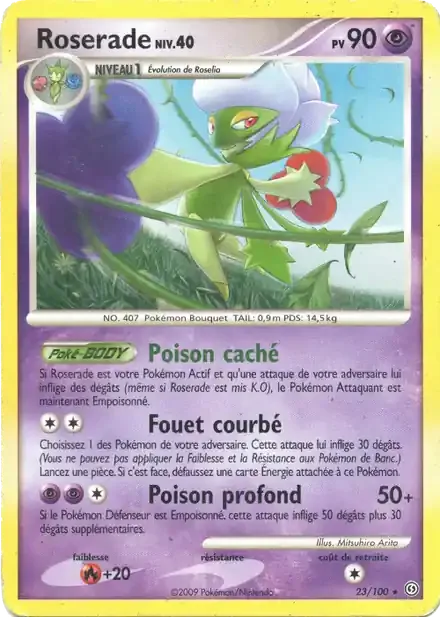 Roserade NIV.40 PV 90
NIVEAU 1 Évolution de Roselia
NO. 407 Pokémon Bouquet TAIL: 0,9 m PDS: 14,5 kg
Poké-BODY Poison caché
Si Roserade est votre Pokémon Actif et qu'une attaque de votre adversaire lui
inflige des dégâts (même si Roserade est mis K.O), le Pokémon Attaquant est
maintenant Empoisonné.
Fouet courbé
Choisissez 1 des Pokémon de votre adversaire. Cette attaque lui inflige 30 dégâts.
(Vous ne pouvez pas appliquer la Faiblesse et la Résistance aux Pokémon de Banc.)
Lancez une pièce. Si c'est face, défaussez une carte Énergie attachée à ce Pokémon.
Poison profond 50+
Si le Pokémon Défenseur est Empoisonné, cette attaque inflige 50 dégâts plus 30
dégâts supplémentaires.
Illus. Mitsuhiro Arita
faiblesse résistance coût de retraite
+20
©2009 Pokémon/Nintendo 23/100